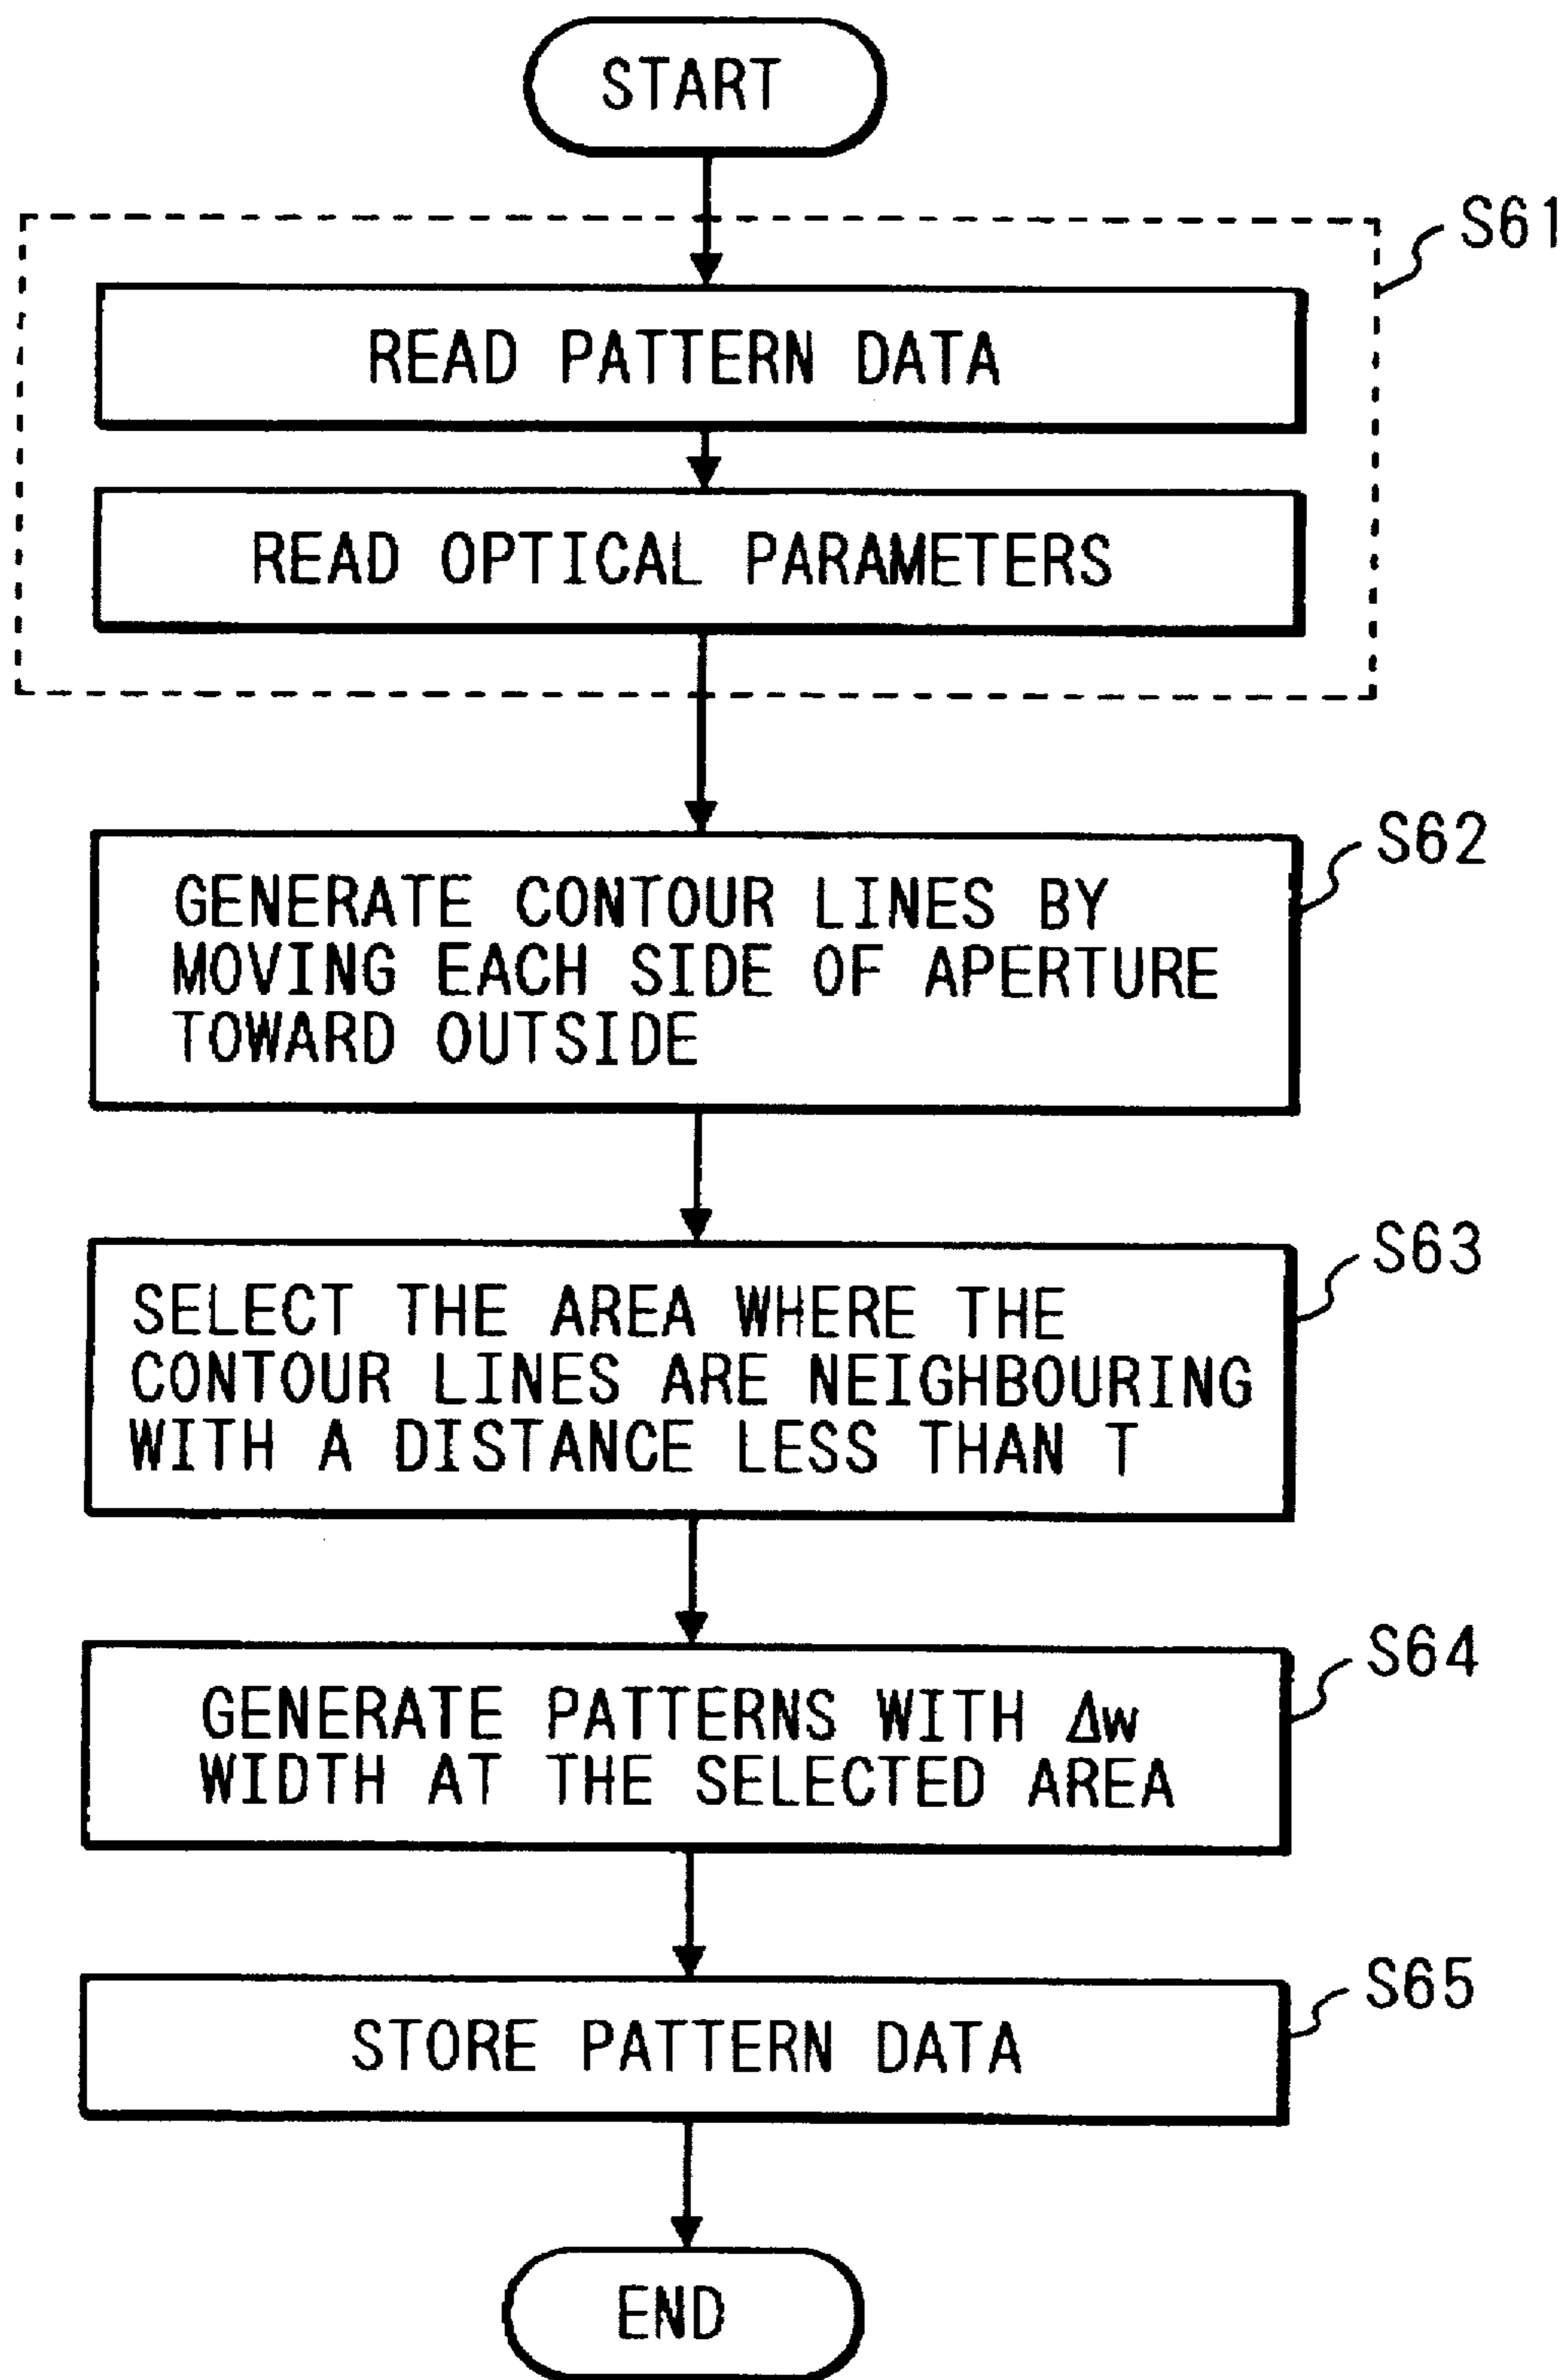 START
S61
READ PATTERN DATA
READ OPTICAL PARAMETERS
S62
GENERATE CONTOUR LINES BY
MOVING EACH SIDE OF APERTURE
TOWARD OUTSIDE
S63
SELECT THE AREA WHERE THE
CONTOUR LINES ARE NEIGHBOURING
WITH A DISTANCE LESS THAN T
S64
GENERATE PATTERNS WITH Δw
WIDTH AT THE SELECTED AREA
S65
STORE PATTERN DATA
END